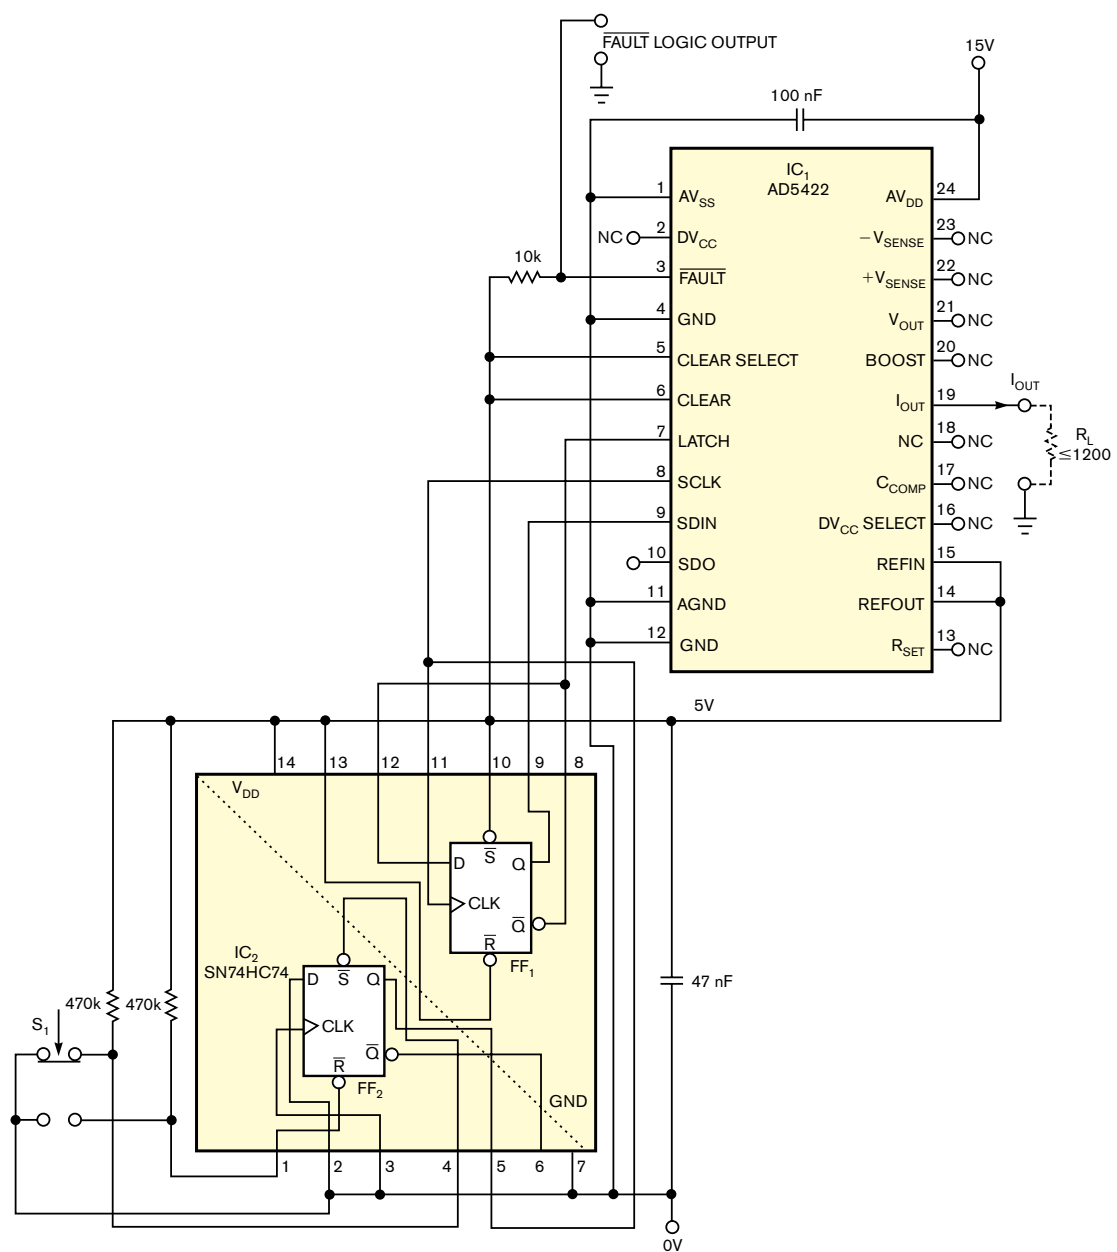 FAULT LOGIC OUTPUT
15V
100 nF
IC1
AD5422
1 AVSS
AVDD 24
NC 2 DVCC
−VSENSE 23 NC
10k
3 FAULT
+VSENSE 22 NC
4 GND
VOUT 21 NC
5 CLEAR SELECT
BOOST 20 NC
6 CLEAR
IOUT 19
IOUT
RL
≤1200
7 LATCH
NC 18 NC
8 SCLK
CCOMP 17 NC
9 SDIN
DVCC SELECT 16 NC
10 SDO
REFIN 15
11 AGND
REFOUT 14
12 GND
RSET 13 NC
5V
14 13 12 11 10 9 8
VDD
D S Q
CLK
Q
R
FF1
IC2
SN74HC74
D S Q
CLK
Q
R
FF2
GND
47 nF
470k 470k
S1
1 2 3 4 5 6 7
0V